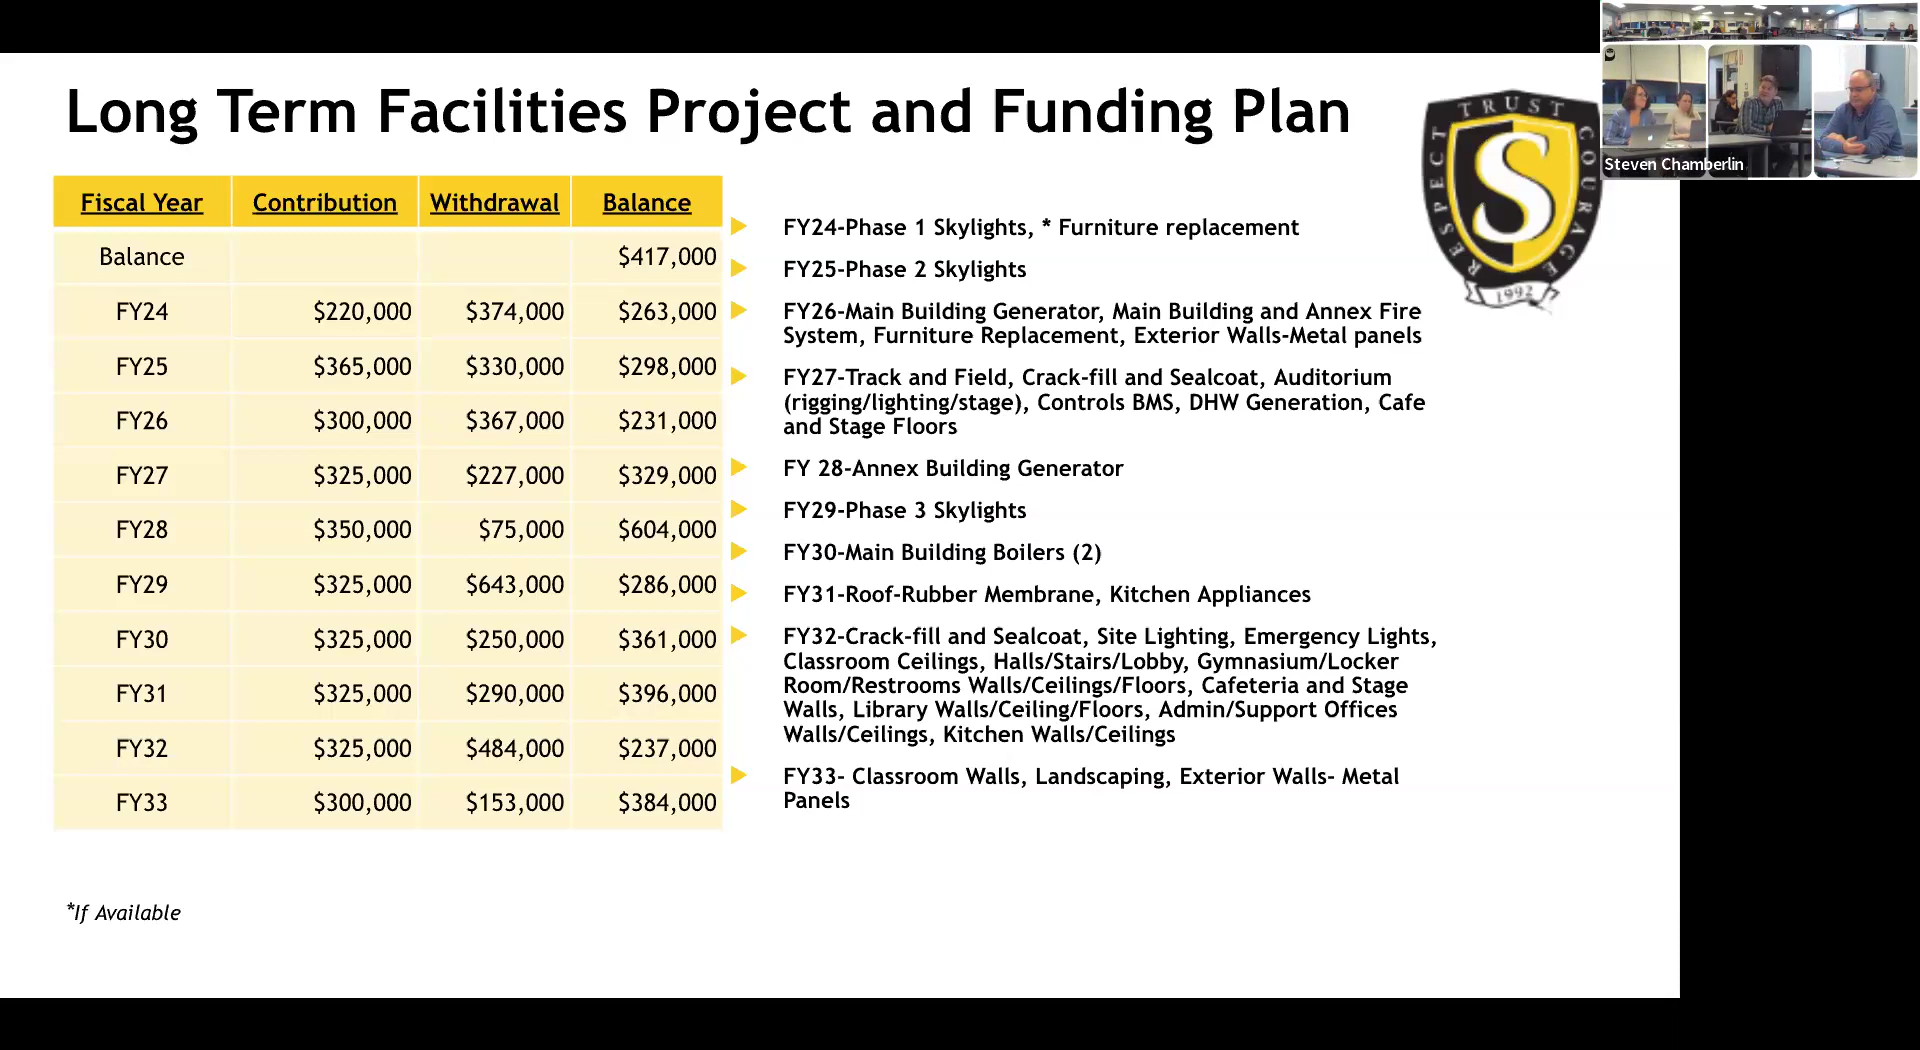 Long Term Facilities Project and Funding Plan
Fiscal Year Contribution Withdrawal Balance
Balance $417,000
FY24 $220,000 $374,000 $263,000
FY25 $365,000 $330,000 $298,000
FY26 $300,000 $367,000 $231,000
FY27 $325,000 $227,000 $329,000
FY28 $350,000 $75,000 $604,000
FY29 $325,000 $643,000 $286,000
FY30 $325,000 $250,000 $361,000
FY31 $325,000 $290,000 $396,000
FY32 $325,000 $484,000 $237,000
FY33 $300,000 $153,000 $384,000
*If Available
FY24-Phase 1 Skylights, * Furniture replacement
FY25-Phase 2 Skylights
FY26-Main Building Generator, Main Building and Annex Fire
System, Furniture Replacement, Exterior Walls-Metal panels
FY27-Track and Field, Crack-fill and Sealcoat, Auditorium
(rigging/lighting/stage), Controls BMS, DHW Generation, Cafe
and Stage Floors
FY 28-Annex Building Generator
FY29-Phase 3 Skylights
FY30-Main Building Boilers (2)
FY31-Roof-Rubber Membrane, Kitchen Appliances
FY32-Crack-fill and Sealcoat, Site Lighting, Emergency Lights,
Classroom Ceilings, Halls/Stairs/Lobby, Gymnasium/Locker
Room/Restrooms Walls/Ceilings/Floors, Cafeteria and Stage
Walls, Library Walls/Ceiling/Floors, Admin/Support Offices
Walls/Ceilings, Kitchen Walls/Ceilings
FY33- Classroom Walls, Landscaping, Exterior Walls- Metal
Panels
RESPECT TRUST COURAGE
S
1992
Steven Chamberlin